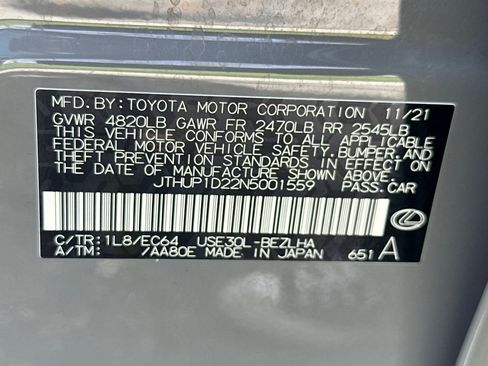 MFD.BY:TOYOTA MOTOR CORPORATION 11/21
GVWR 4820LB GAWR FR 2470LB RR 2545LB
THIS VEHICLE CONFORMS TO ALL APPLICABLE
FEDERAL MOTOR VEHICLE SAFETY,BUMPER,AND
THEFT PREVENTION STANDARDS IN EFFECT ON
THE DATE OF MANUFACTURE SHOWN ABOVE.
JTHUP1D22N5001559 PASS.CAR
C/TR:1L8/EC64 USE30L-BEZLHA
A/TM: /AA80E MADE IN JAPAN 651 A